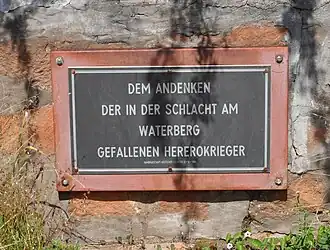 DEM ANDENKEN
DER IN DER SCHLACHT AM
WATERBERG
GEFALLENEN HEREROKRIEGER